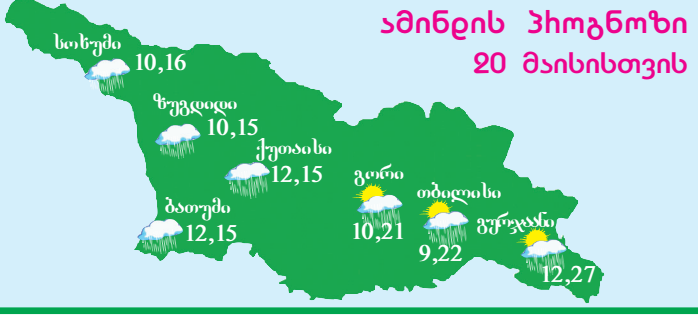 ამინდის პროგნოზი
20 მაისისთვის
სოხუმი
10,16
ზუგდიდი
10,15
ქუთაისი
12,15
გორი
10,21
თბილისი
9,22
ბათუმი
12,15
გურჯაანი
12,27